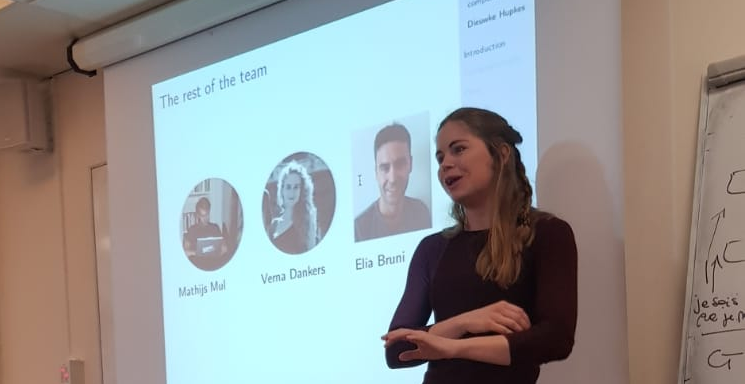 The rest of the team
Dieuwke Hupkes
Introduction
Mathijs Mul
Verna Dankers
Elia Bruni